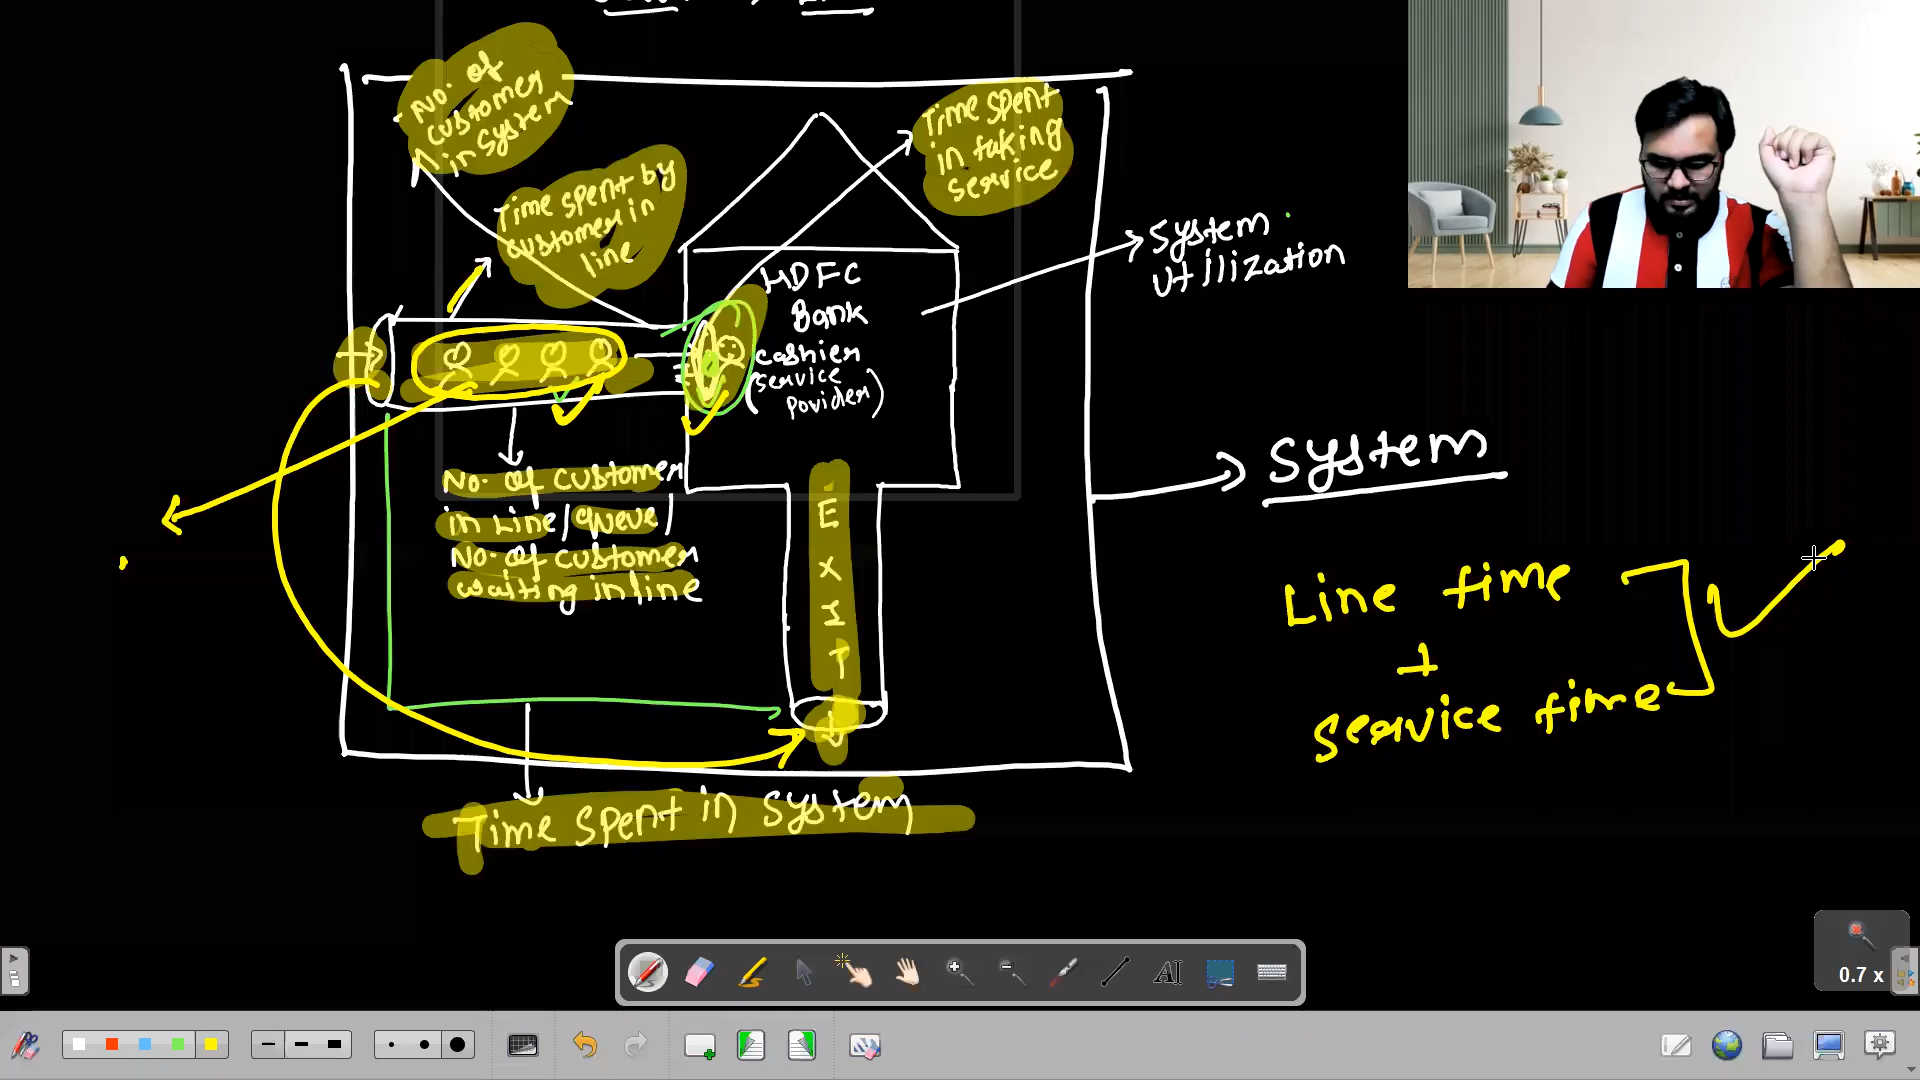 No. of
customer
in system
Time spent by
customer in
line
Time spent
in taking
service
System
utilization
HDFC
Bank
cashier
(service
povider)
No. of customer
in Line/queue/
No. of customer
waiting in line
E
X
I
T
System
Line time
+
service time
Time spent in system
0.7 x